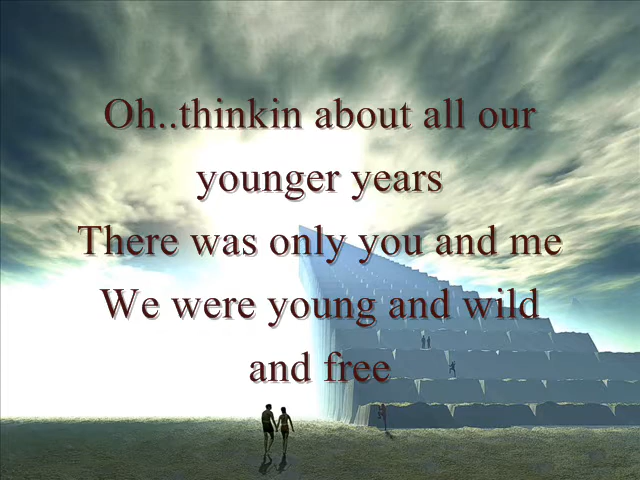 Oh..thinkin about all our
younger years
There was only you and me
We were young and wild
and free